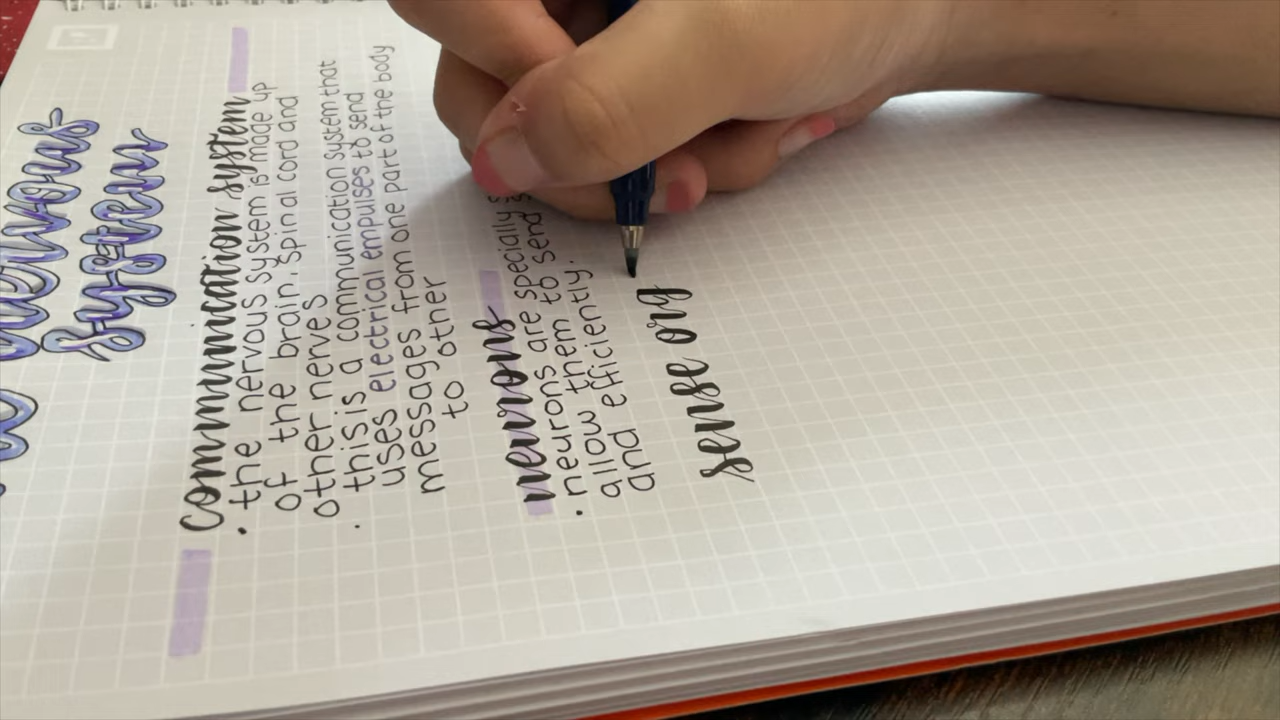 nervous
system
communication system
· the nervous system is made up
of the brain, spinal cord and
other nerves
· this is a communication system that
uses electrical empulses to send
messages from one part of the body
to other
neurons
· neurons are specially
allow them to send
and efficiently.
sense org